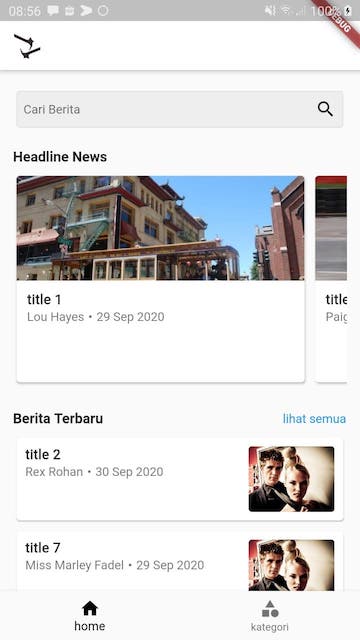 08:56
100%
DEBUG
Cari Berita
Headline News
title 1
Lou Hayes • 29 Sep 2020
title
Paig
Berita Terbaru
lihat semua
title 2
Rex Rohan • 30 Sep 2020
title 7
Miss Marley Fadel • 29 Sep 2020
home
kategori